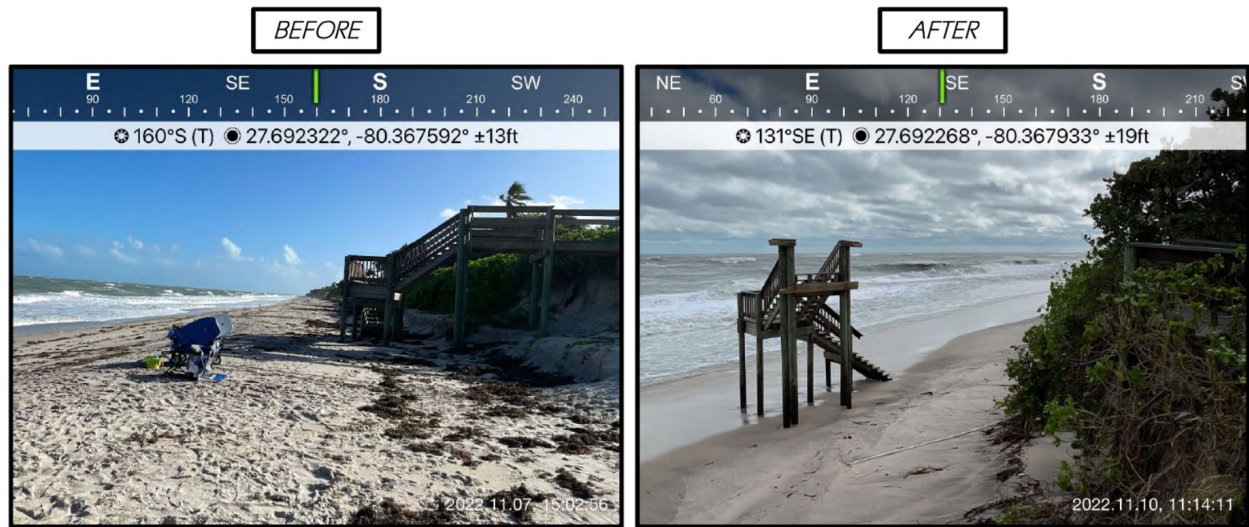 BEFORE
E SE S SW
90 120 150 180 210 240
160°S (T) 27.692322°, -80.367592° ±13ft
2022.11.07, 15:02:56
AFTER
NE E SE S
60 90 120 150 180 210
131°SE (T) 27.692268°, -80.367933° ±19ft
2022.11.10, 11:14:11